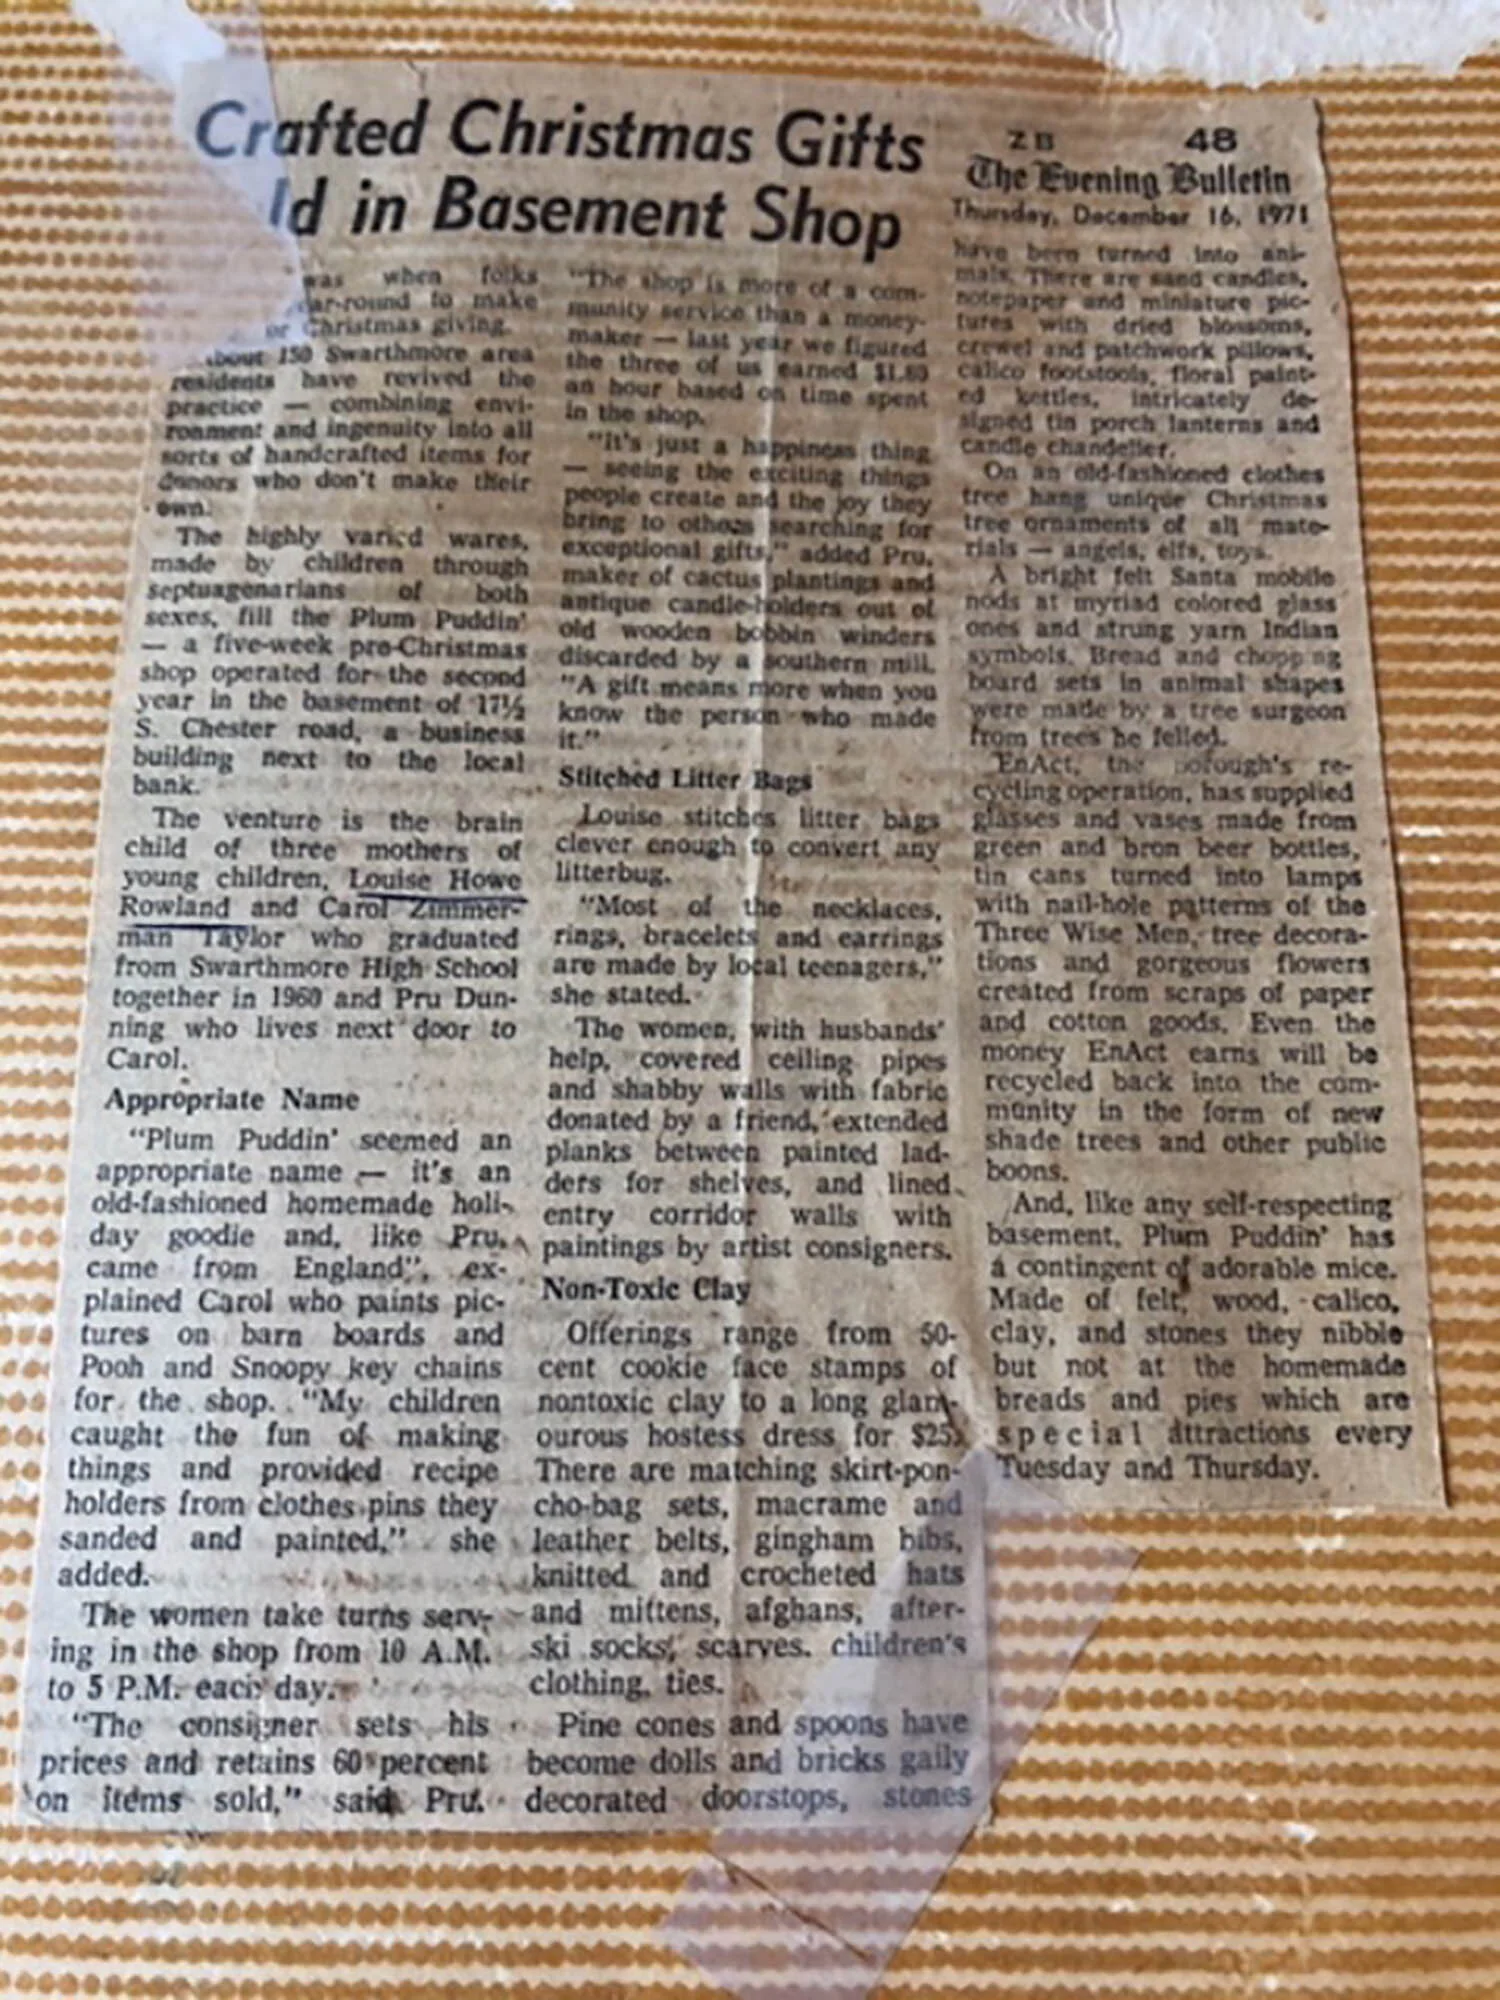 Crafted Christmas Gifts
ld in Basement Shop
ZB 48
The Evening Bulletin
Thursday, December 16, 1971
was when folks
ar-round to make
or Christmas giving.
about 150 Swarthmore area
residents have revived the
practice — combining envi-
ronment and ingenuity into all
sorts of handcrafted items for
donors who don't make their
own.
The highly varied wares,
made by children through
septuagenarians of both
sexes, fill the Plum Puddin'
— a five-week pre-Christmas
shop operated for the second
year in the basement of 17½
S. Chester road, a business
building next to the local
bank.
The venture is the brain
child of three mothers of
young children, Louise Howe
Rowland and Carol Zimmer-
man Taylor who graduated
from Swarthmore High School
together in 1960 and Pru Dun-
ning who lives next door to
Carol.
Appropriate Name
"Plum Puddin' seemed an
appropriate name — it's an
old-fashioned homemade holi-
day goodie and, like Pru,
came from England", ex-
plained Carol who paints pic-
tures on barn boards and
Pooh and Snoopy key chains
for the shop. "My children
caught the fun of making
things and provided recipe
holders from clothes pins they
sanded and painted," she
added.
The women take turns serv-
ing in the shop from 10 A.M.
to 5 P.M. each day.
"The consigner sets his
prices and retains 60 percent
on items sold," said Pru.
"The shop is more of a com-
munity service than a money-
maker — last year we figured
the three of us earned
an hour based on time spent
in the shop.
"It's just a happiness thing
— seeing the exciting things
people create and the joy they
bring to others searching for
exceptional gifts," added Pru,
maker of cactus plantings and
antique candle-holders out of
old wooden bobbin winders
discarded by a southern mill.
"A gift means more when you
know the person who made
it."
Stitched Litter Bags
Louise stitches litter bags
clever enough to convert any
litterbug.
"Most of the necklaces,
rings, bracelets and earrings
are made by local teenagers,"
she stated.
The women, with husbands'
help, covered ceiling pipes
and shabby walls with fabric
donated by a friend, extended
planks between painted lad-
ders for shelves, and lined
entry corridor walls with
paintings by artist consigners.
Non-Toxic Clay
Offerings range from 50-
cent cookie face stamps of
nontoxic clay to a long glam-
ourous hostess dress for $25.
There are matching skirt-pon-
cho-bag sets, macrame and
leather belts, gingham bibs,
knitted and crocheted hats
and mittens, afghans, after-
ski socks, scarves, children's
clothing, ties.
Pine cones and spoons have
become dolls and bricks gaily
decorated doorstops, stones
have been turned into ani-
mals. There are sand candles,
notepaper and miniature pic-
tures with dried blossoms,
crewel and patchwork pillows,
calico footstools, floral paint-
ed kettles, intricately de-
signed tin porch lanterns and
candle chandelier.
On an old-fashioned clothes
tree hang unique Christmas
tree ornaments of all mate-
rials — angels, elfs, toys.
A bright felt Santa mobile
nods at myriad colored glass
ones and strung yarn Indian
symbols. Bread and chopping
board sets in animal shapes
were made by a tree surgeon
from trees he felled.
EnAct, the borough's re-
cycling operation, has supplied
glasses and vases made from
green and bron beer bottles,
tin cans turned into lamps
with nail-hole patterns of the
Three Wise Men, tree decora-
tions and gorgeous flowers
created from scraps of paper
and cotton goods. Even the
money EnAct earns will be
recycled back into the com-
munity in the form of new
shade trees and other public
boons.
And, like any self-respecting
basement, Plum Puddin' has
a contingent of adorable mice.
Made of felt, wood, calico,
clay, and stones they nibble
but not at the homemade
breads and pies which are
special attractions every
Tuesday and Thursday.